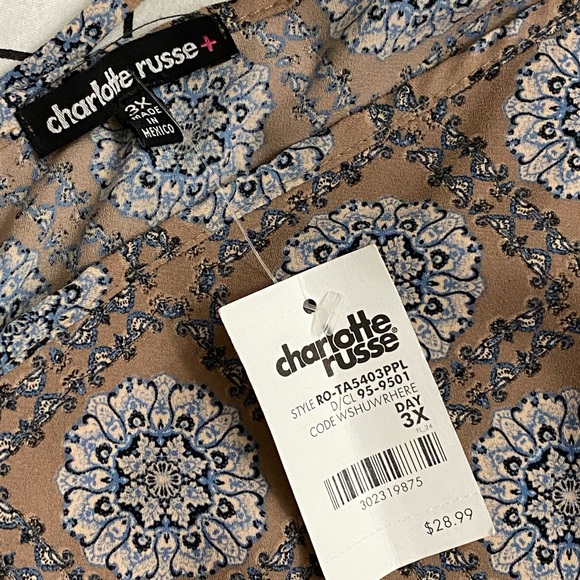 charlotte russe+
3X
MADE
IN
MEXICO
charlotte
russe®
STYLE RO-TA5403PPL
D/CL 95-9501
CODE WSHUWRHERE
DAY
3X
302319875
$28.99